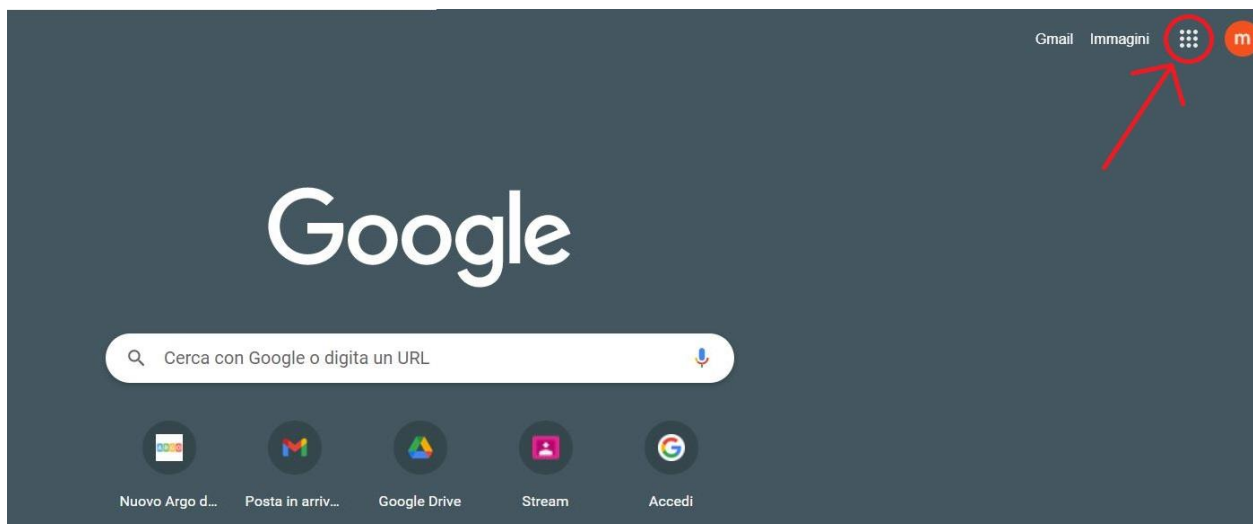 Gmail Immagini m
Google
Cerca con Google o digita un URL
Nuovo Argo d... Posta in arriv... Google Drive Stream Accedi